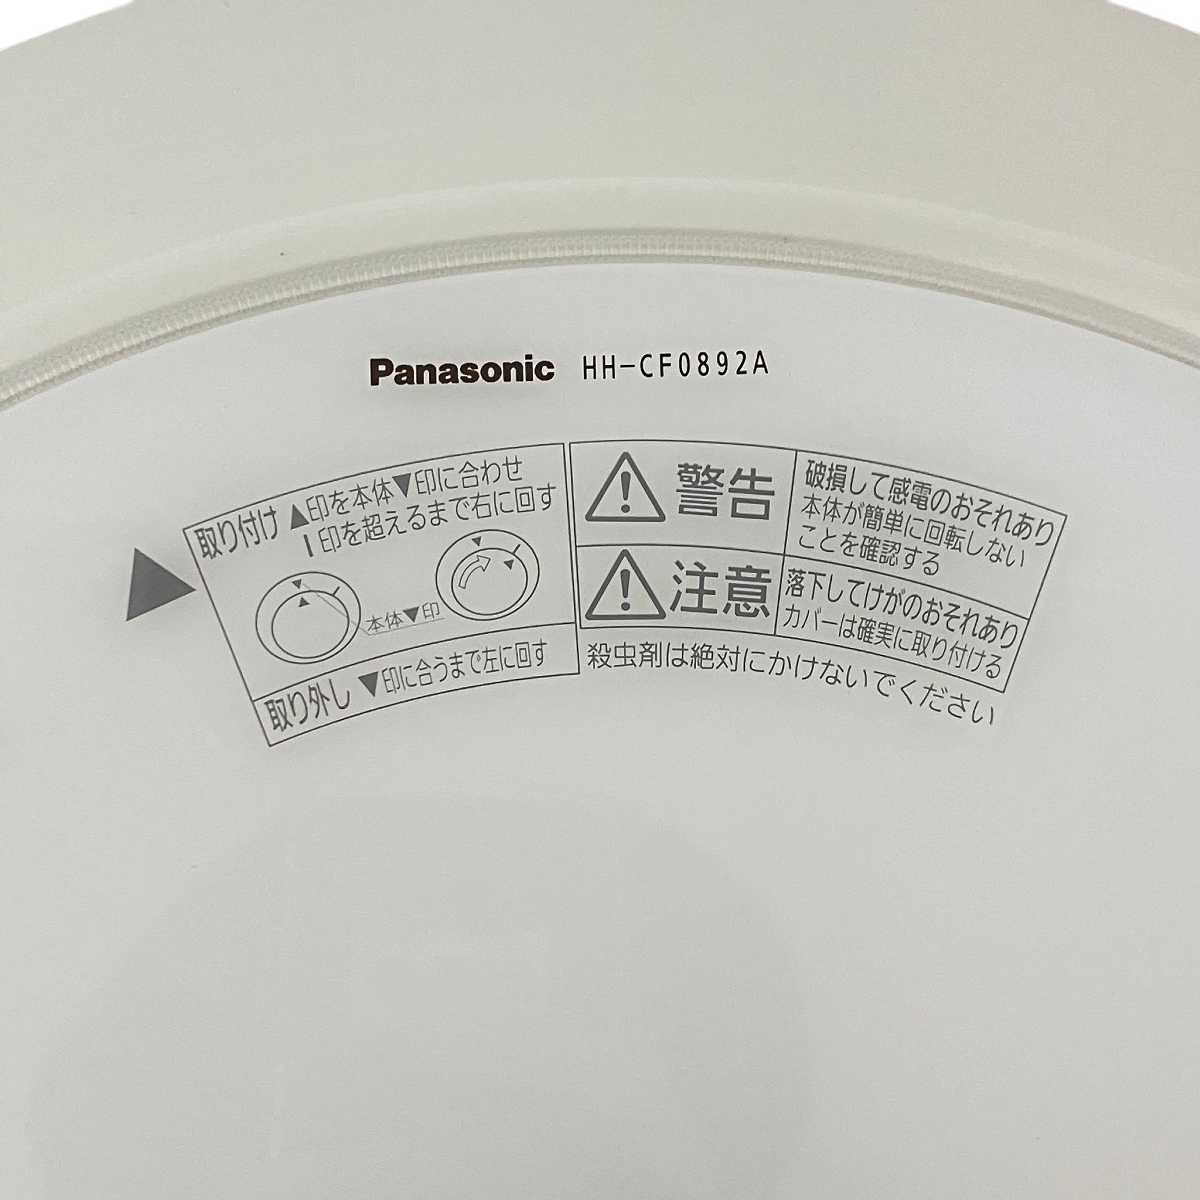 Panasonic HH-CF0892A
取り付け
▲印を本体▼印に合わせ
┃印を超えるまで右に回す
本体▼印
取り外し ▼印に合うまで左に回す
警告
破損して感電のおそれあり
本体が簡単に回転しない
ことを確認する
注意
落下してけがのおそれあり
カバーは確実に取り付ける
殺虫剤は絶対にかけないでください